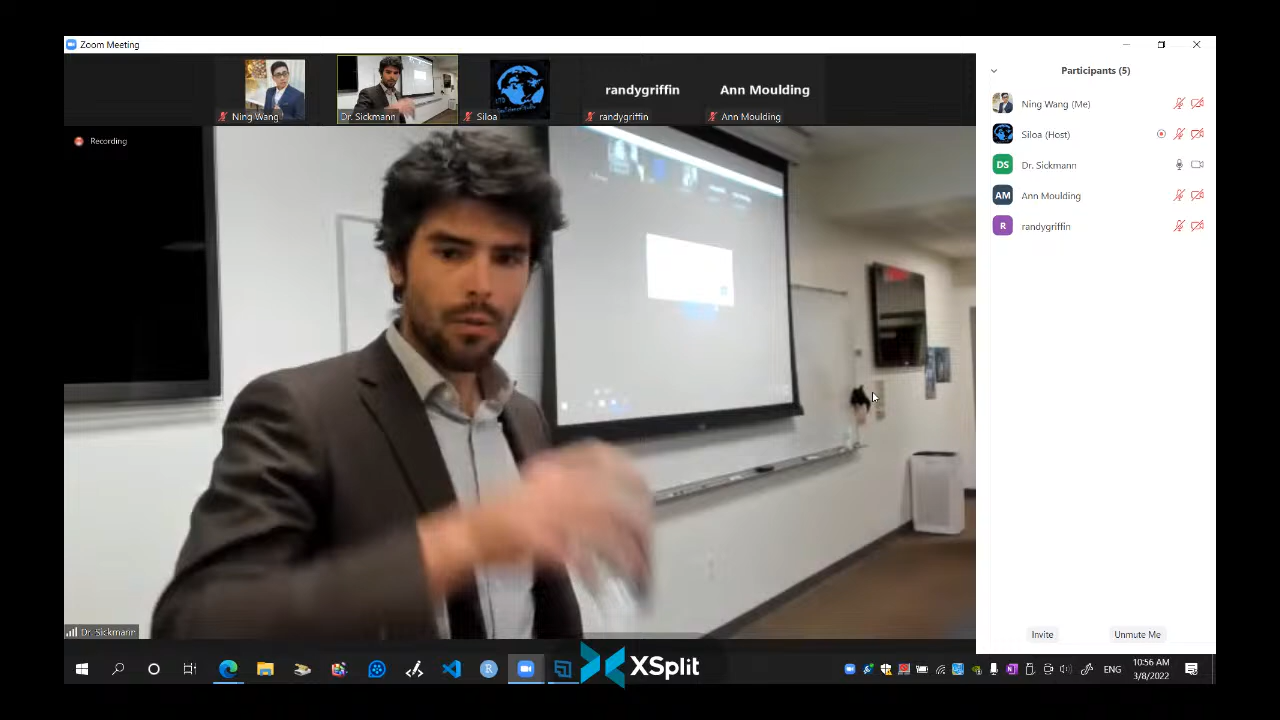 Zoom Meeting
Ning Wang
Dr. Sickmann
Siloa
randygriffin
randygriffin
Ann Moulding
Ann Moulding
Recording
Dr. Sickmann
Participants (5)
Ning Wang (Me)
Siloa (Host)
DS Dr. Sickmann
AM Ann Moulding
R randygriffin
Invite
Unmute Me
R
XSplit
N
ENG
10:56 AM
3/8/2022